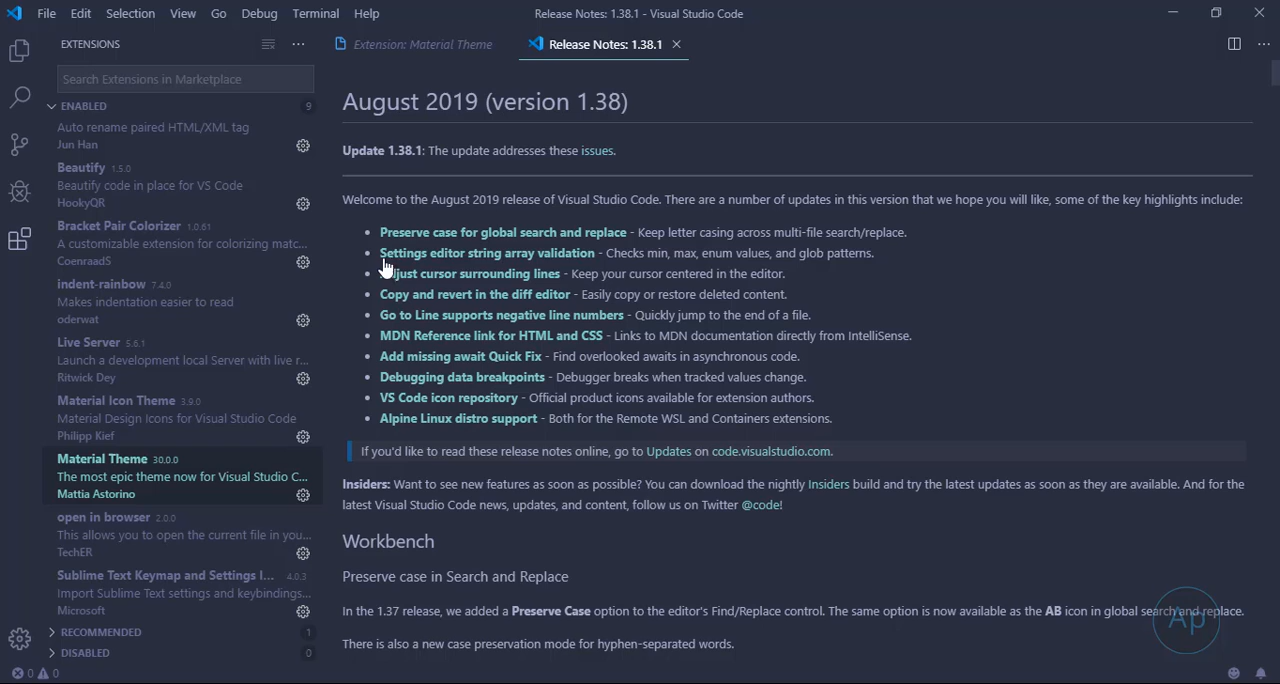 File Edit Selection View Go Debug Terminal Help
Release Notes: 1.38.1 - Visual Studio Code
EXTENSIONS
Search Extensions in Marketplace
ENABLED 9
Auto rename paired HTML/XML tag
Jun Han
Beautify 1.5.0
Beautify code in place for VS Code
HookyQR
Bracket Pair Colorizer 1.0.61
A customizable extension for colorizing matc...
CoenraadS
indent-rainbow 7.4.0
Makes indentation easier to read
oderwat
Live Server 5.6.1
Launch a development local Server with live r...
Ritwick Dey
Material Icon Theme 3.9.0
Material Design Icons for Visual Studio Code
Philipp Kief
Material Theme 30.0.0
The most epic theme now for Visual Studio C...
Mattia Astorino
open in browser 2.0.0
This allows you to open the current file in you...
TechER
Sublime Text Keymap and Settings I... 4.0.3
Import Sublime Text settings and keybindings...
Microsoft
RECOMMENDED 1
DISABLED 0
0 0
Extension: Material Theme
Release Notes: 1.38.1
August 2019 (version 1.38)
Update 1.38.1: The update addresses these issues.
Welcome to the August 2019 release of Visual Studio Code. There are a number of updates in this version that we hope you will like, some of the key highlights include:
Preserve case for global search and replace - Keep letter casing across multi-file search/replace.
Settings editor string array validation - Checks min, max, enum values, and glob patterns.
Adjust cursor surrounding lines - Keep your cursor centered in the editor.
Copy and revert in the diff editor - Easily copy or restore deleted content.
Go to Line supports negative line numbers - Quickly jump to the end of a file.
MDN Reference link for HTML and CSS - Links to MDN documentation directly from IntelliSense.
Add missing await Quick Fix - Find overlooked awaits in asynchronous code.
Debugging data breakpoints - Debugger breaks when tracked values change.
VS Code icon repository - Official product icons available for extension authors.
Alpine Linux distro support - Both for the Remote WSL and Containers extensions.
If you'd like to read these release notes online, go to Updates on code.visualstudio.com.
Insiders: Want to see new features as soon as possible? You can download the nightly Insiders build and try the latest updates as soon as they are available. And for the
latest Visual Studio Code news, updates, and content, follow us on Twitter @code!
Workbench
Preserve case in Search and Replace
In the 1.37 release, we added a Preserve Case option to the editor's Find/Replace control. The same option is now available as the AB icon in global search and replace.
There is also a new case preservation mode for hyphen-separated words.
Ap